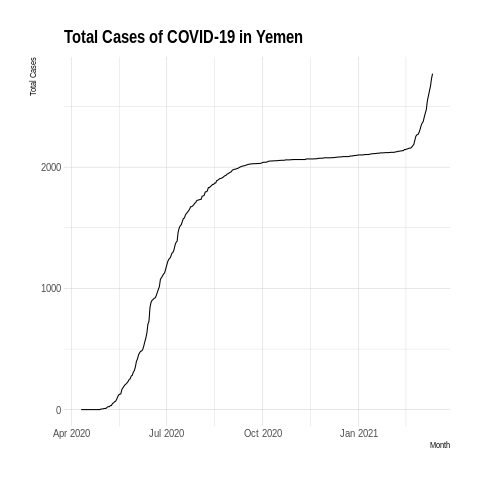 Total Cases of COVID-19 in Yemen
Total Cases
2000
1000
0
Apr 2020 Jul 2020 Oct 2020 Jan 2021
Month